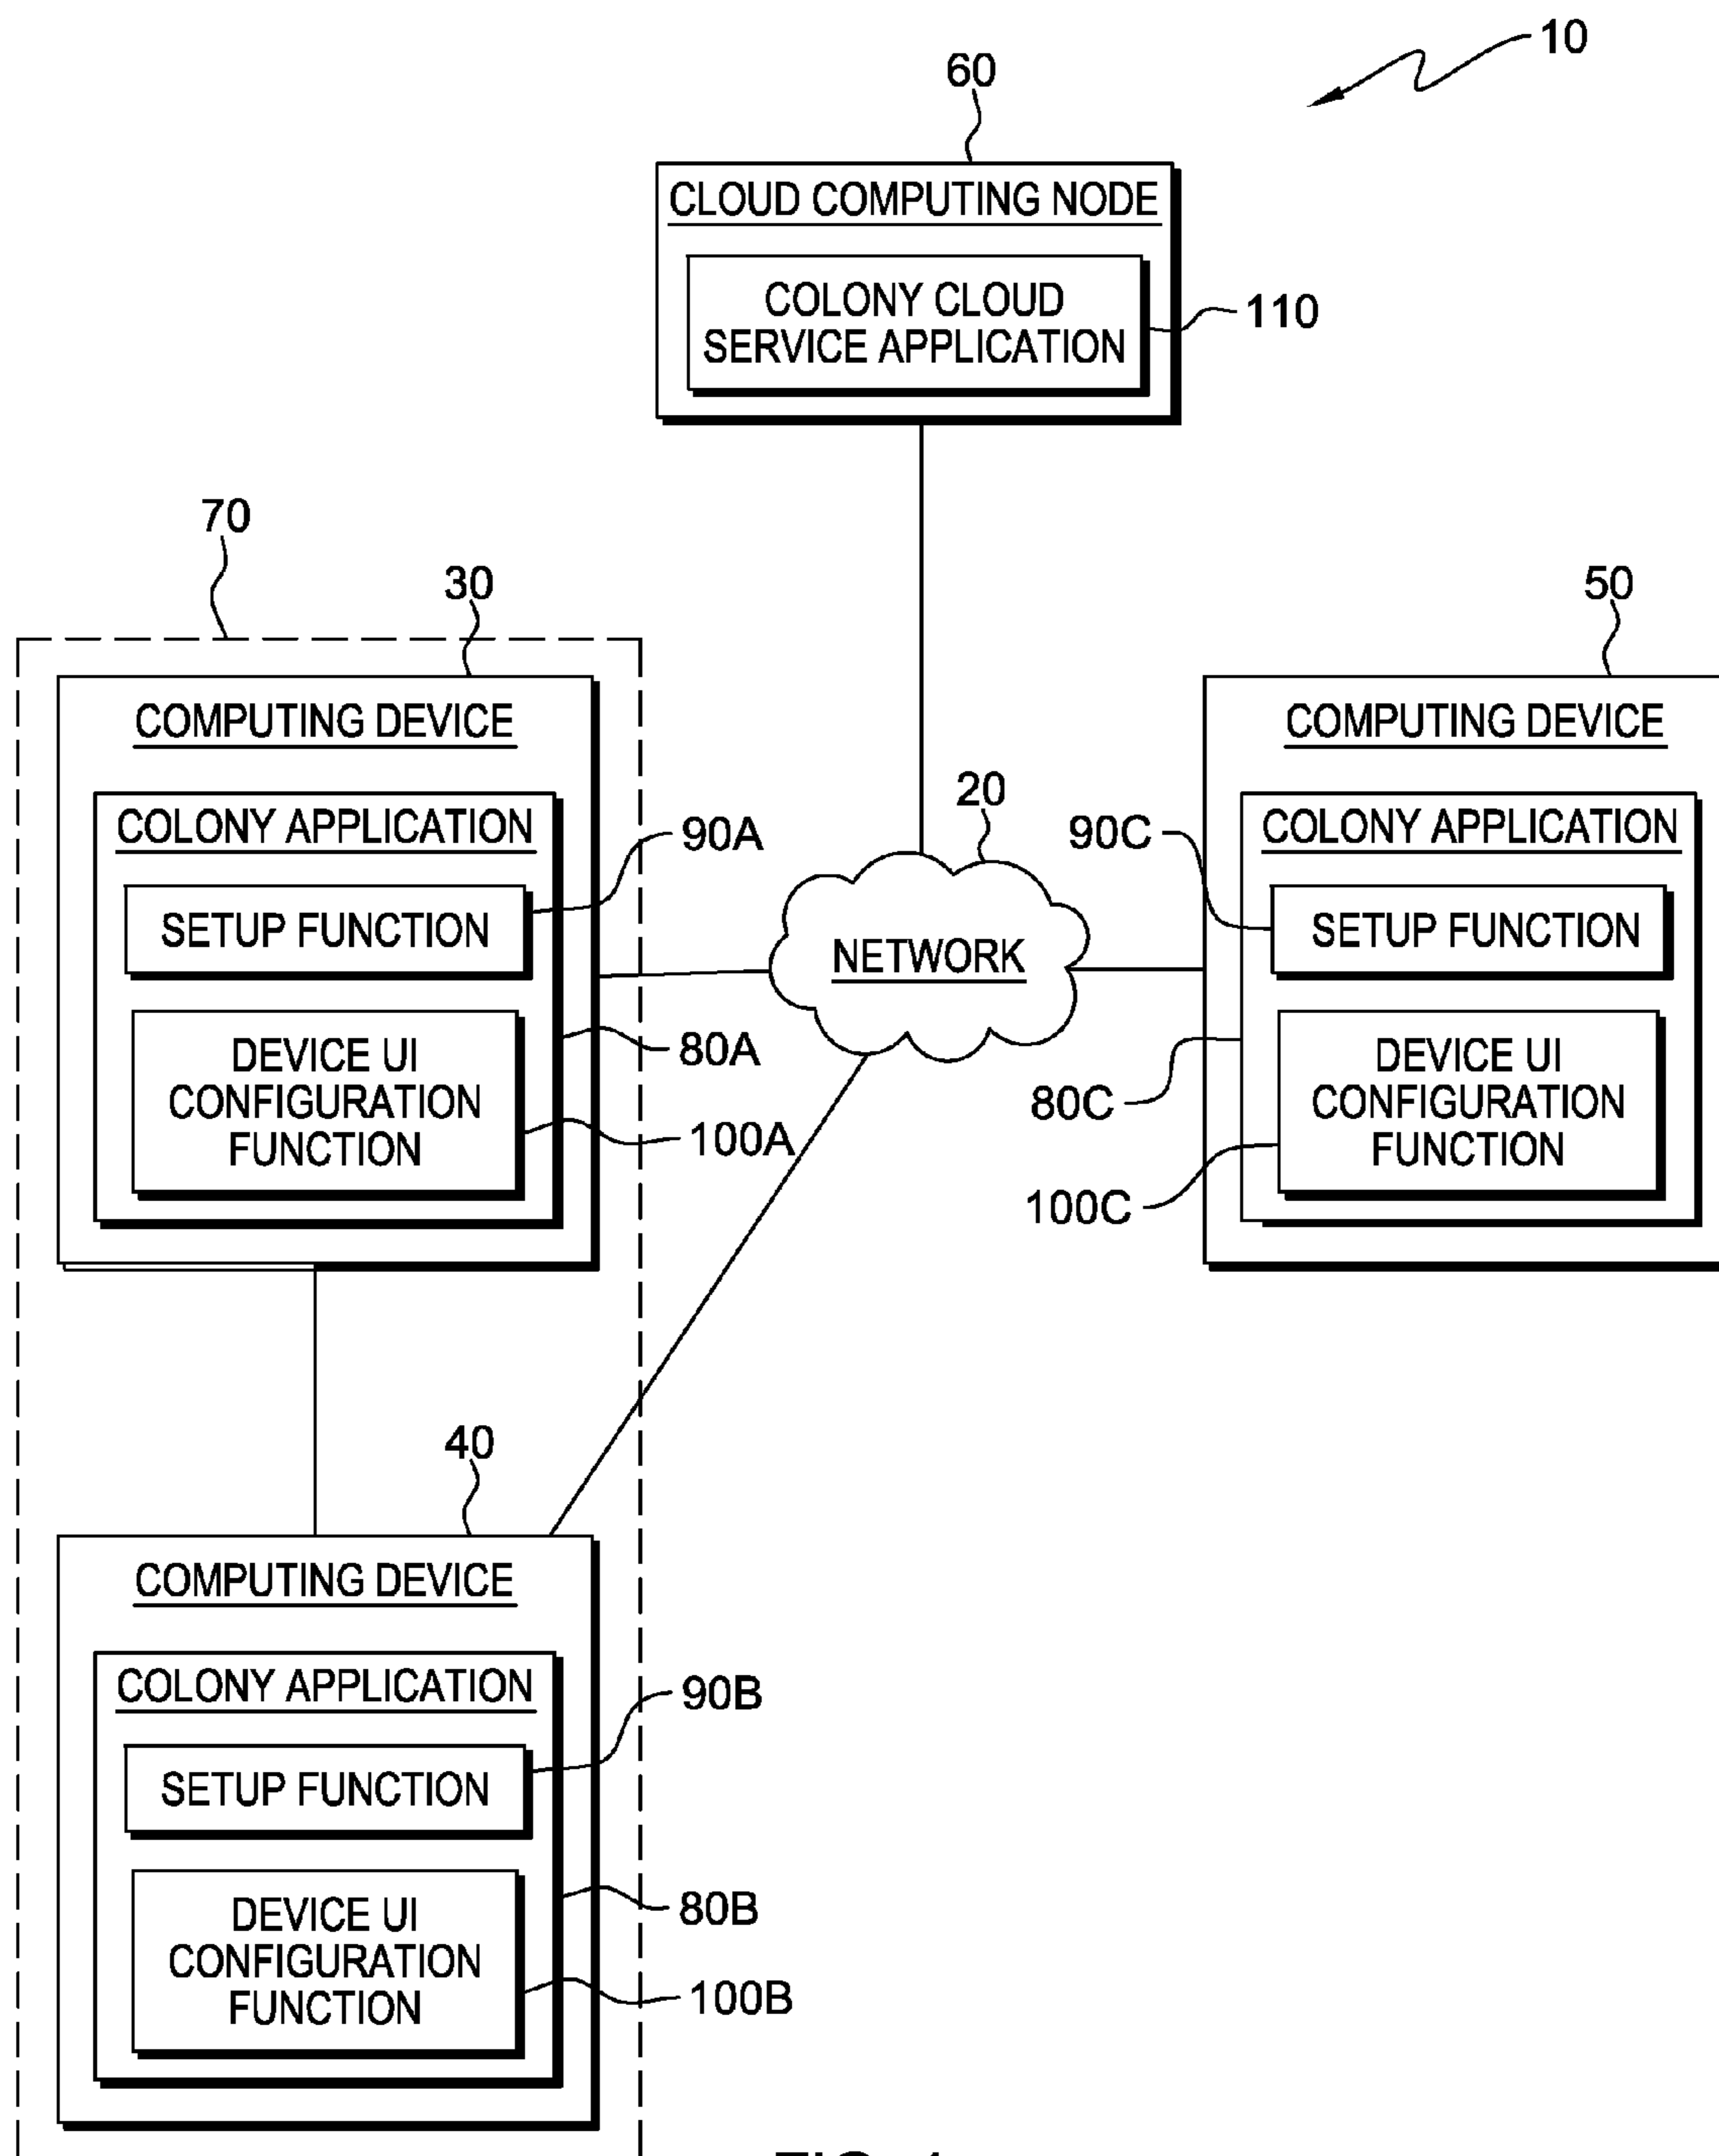 10
60
CLOUD COMPUTING NODE
COLONY CLOUD
SERVICE APPLICATION
110
70
30
50
COMPUTING DEVICE
COLONY APPLICATION
SETUP FUNCTION
DEVICE UI
CONFIGURATION
FUNCTION
90A
80A
100A
20
NETWORK
COMPUTING DEVICE
COLONY APPLICATION
SETUP FUNCTION
DEVICE UI
CONFIGURATION
FUNCTION
90C
80C
100C
40
COMPUTING DEVICE
COLONY APPLICATION
SETUP FUNCTION
DEVICE UI
CONFIGURATION
FUNCTION
90B
80B
100B